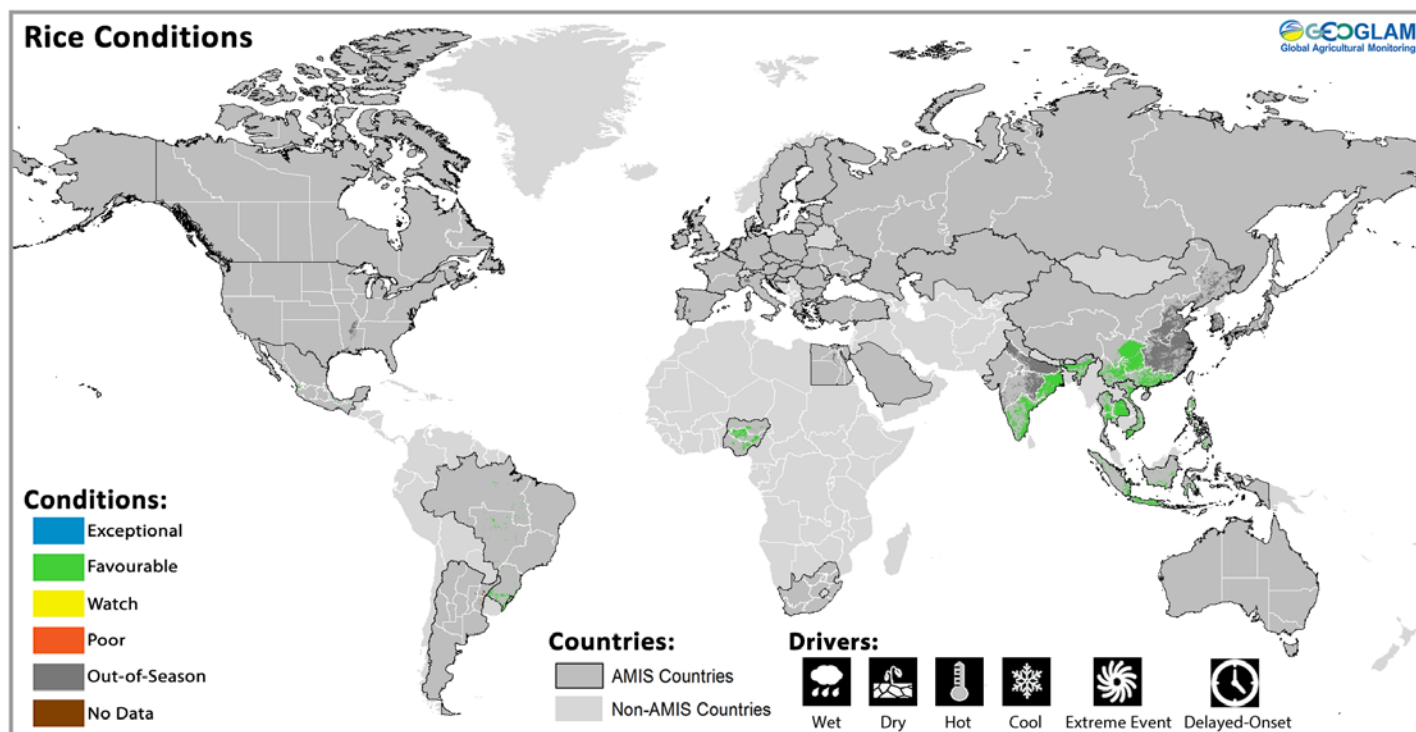 Rice Conditions
GEOGLAM
Global Agricultural Monitoring
Conditions:
Exceptional
Favourable
Watch
Poor
Out-of-Season
No Data
Countries:
AMIS Countries
Non-AMIS Countries
Drivers:
Wet
Dry
Hot
Cool
Extreme Event
Delayed-Onset